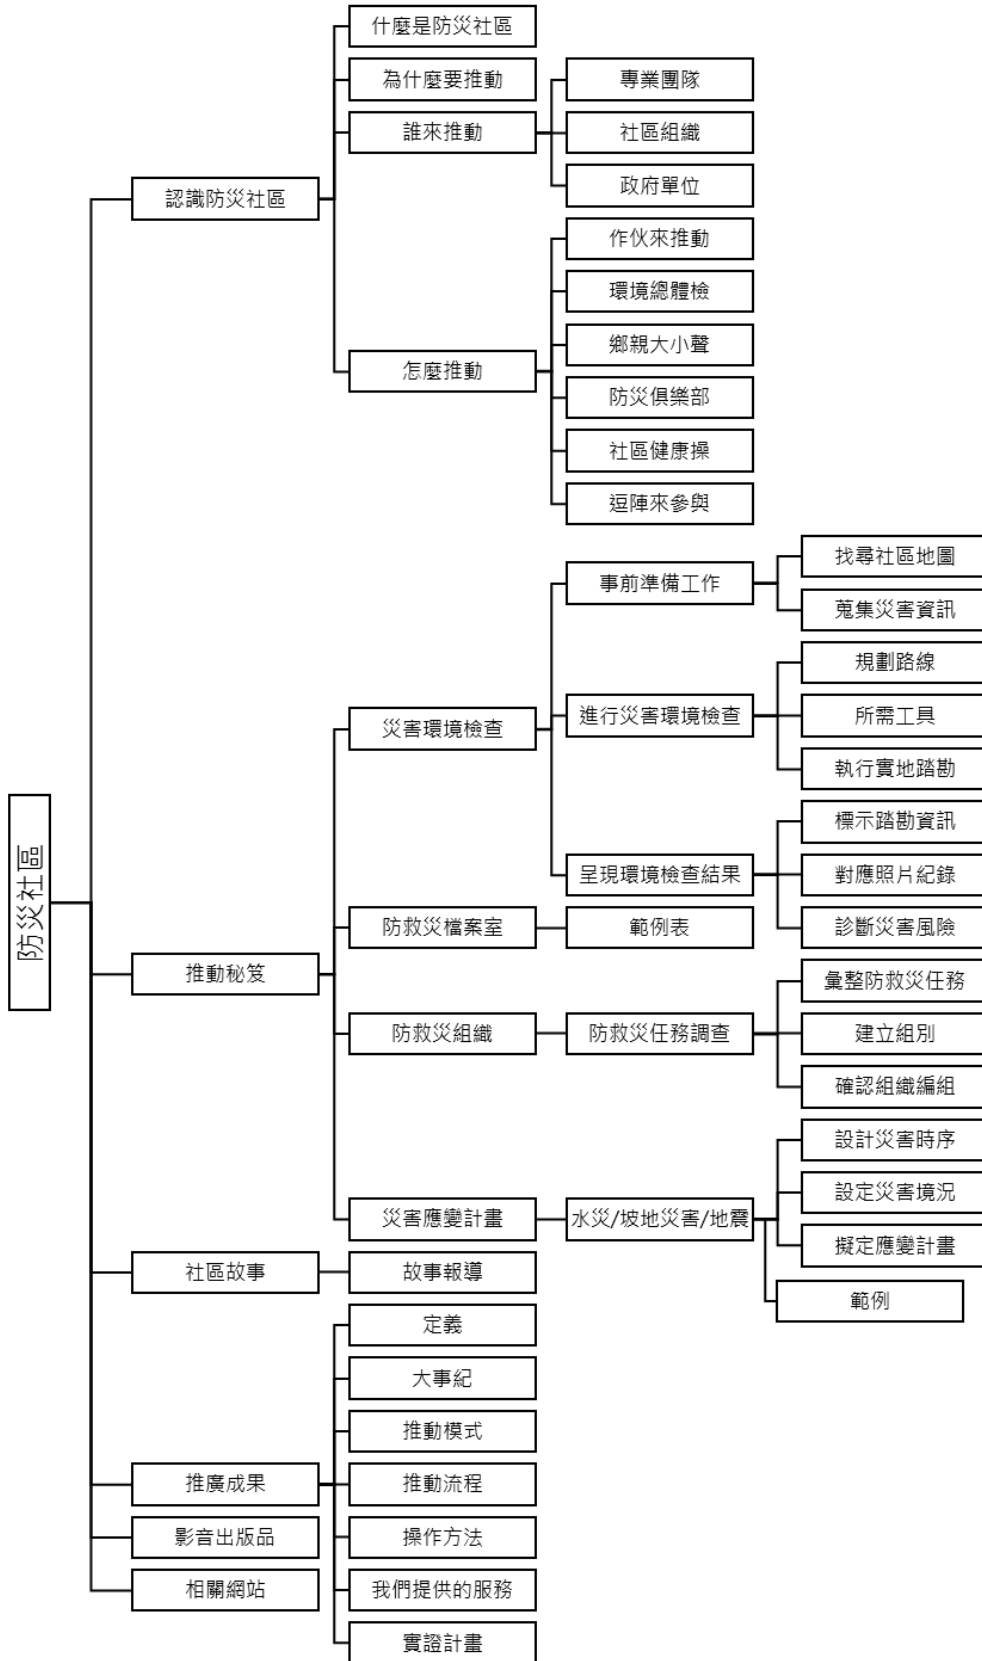 防災社區
認識防災社區
什麼是防災社區
為什麼要推動
誰來推動
專業團隊
社區組織
政府單位
怎麼推動
作伙來推動
環境總體檢
鄉親大小聲
防災俱樂部
社區健康操
逗陣來參與
推動秘笈
災害環境檢查
事前準備工作
找尋社區地圖
蒐集災害資訊
進行災害環境檢查
規劃路線
所需工具
執行實地踏勘
呈現環境檢查結果
標示踏勘資訊
對應照片紀錄
診斷災害風險
防救災檔案室
範例表
防救災組織
防救災任務調查
彙整防救災任務
建立組別
確認組織編組
災害應變計畫
水災/坡地災害/地震
設計災害時序
設定災害境況
擬定應變計畫
範例
社區故事
故事報導
推廣成果
定義
大事紀
推動模式
推動流程
操作方法
我們提供的服務
實證計畫
影音出版品
相關網站